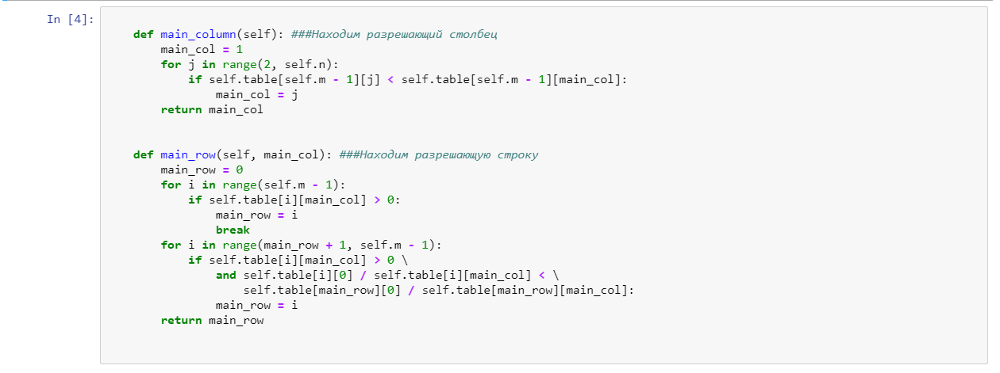 In [4]:
def main_column(self): ###Находим разрешающий столбец
    main_col = 1
    for j in range(2, self.n):
        if self.table[self.m - 1][j] < self.table[self.m - 1][main_col]:
            main_col = j
    return main_col
def main_row(self, main_col): ###Находим разрешающую строку
    main_row = 0
    for i in range(self.m - 1):
        if self.table[i][main_col] > 0:
            main_row = i
            break
    for i in range(main_row + 1, self.m - 1):
        if self.table[i][main_col] > 0 \
            and self.table[i][0] / self.table[i][main_col] < \
                self.table[main_row][0] / self.table[main_row][main_col]:
            main_row = i
    return main_row